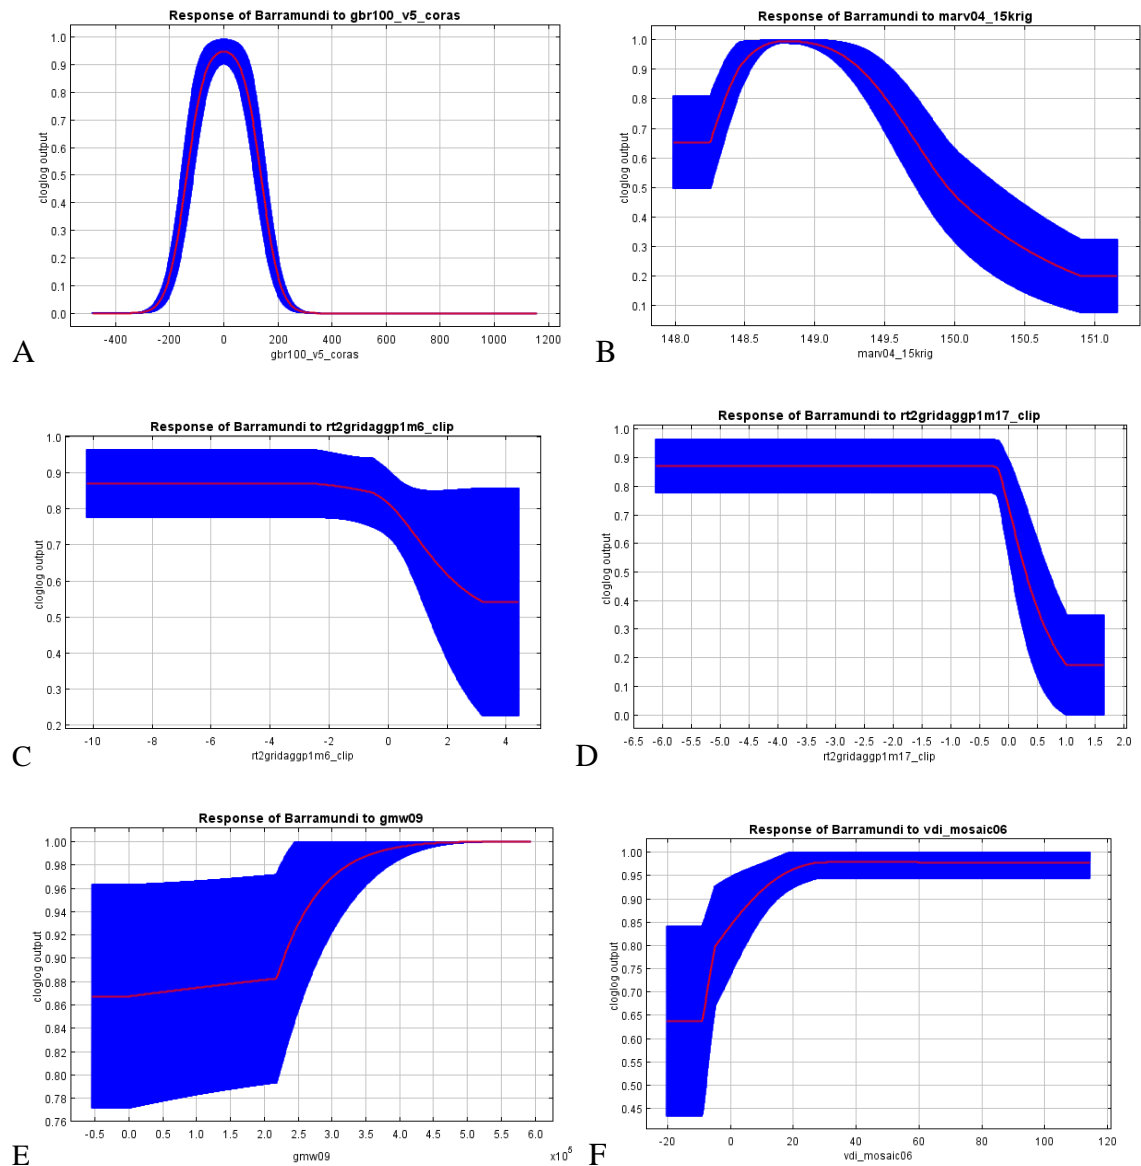 Response of Barramundi to gbr100_v5_coras
1.0
0.9
0.8
0.7
0.6
0.5
0.4
0.3
0.2
0.1
0.0
cloglog output
-400 -200 0 200 400 600 800 1000 1200
gbr100_v5_coras
A
Response of Barramundi to marv04_15krig
1.0
0.9
0.8
0.7
0.6
0.5
0.4
0.3
0.2
0.1
cloglog output
148.0 148.5 149.0 149.5 150.0 150.5 151.0
marv04_15krig
B
Response of Barramundi to rt2gridaggp1m6_clip
1.0
0.9
0.8
0.7
0.6
0.5
0.4
0.3
0.2
cloglog output
-10 -8 -6 -4 -2 0 2 4
rt2gridaggp1m6_clip
C
Response of Barramundi to rt2gridaggp1m17_clip
1.0
0.9
0.8
0.7
0.6
0.5
0.4
0.3
0.2
0.1
0.0
cloglog output
-6.5 -6.0 -5.5 -5.0 -4.5 -4.0 -3.5 -3.0 -2.5 -2.0 -1.5 -1.0 -0.5 0.0 0.5 1.0 1.5 2.0
rt2gridaggp1m17_clip
D
Response of Barramundi to gmw09
1.00
0.98
0.96
0.94
0.92
0.90
0.88
0.86
0.84
0.82
0.80
0.78
0.76
cloglog output
-0.5 0.0 0.5 1.0 1.5 2.0 2.5 3.0 3.5 4.0 4.5 5.0 5.5 6.0
gmw09
x10⁵
E
Response of Barramundi to vdi_mosaic06
1.00
0.95
0.90
0.85
0.80
0.75
0.70
0.65
0.60
0.55
0.50
0.45
cloglog output
-20 0 20 40 60 80 100 120
vdi_mosaic06
F